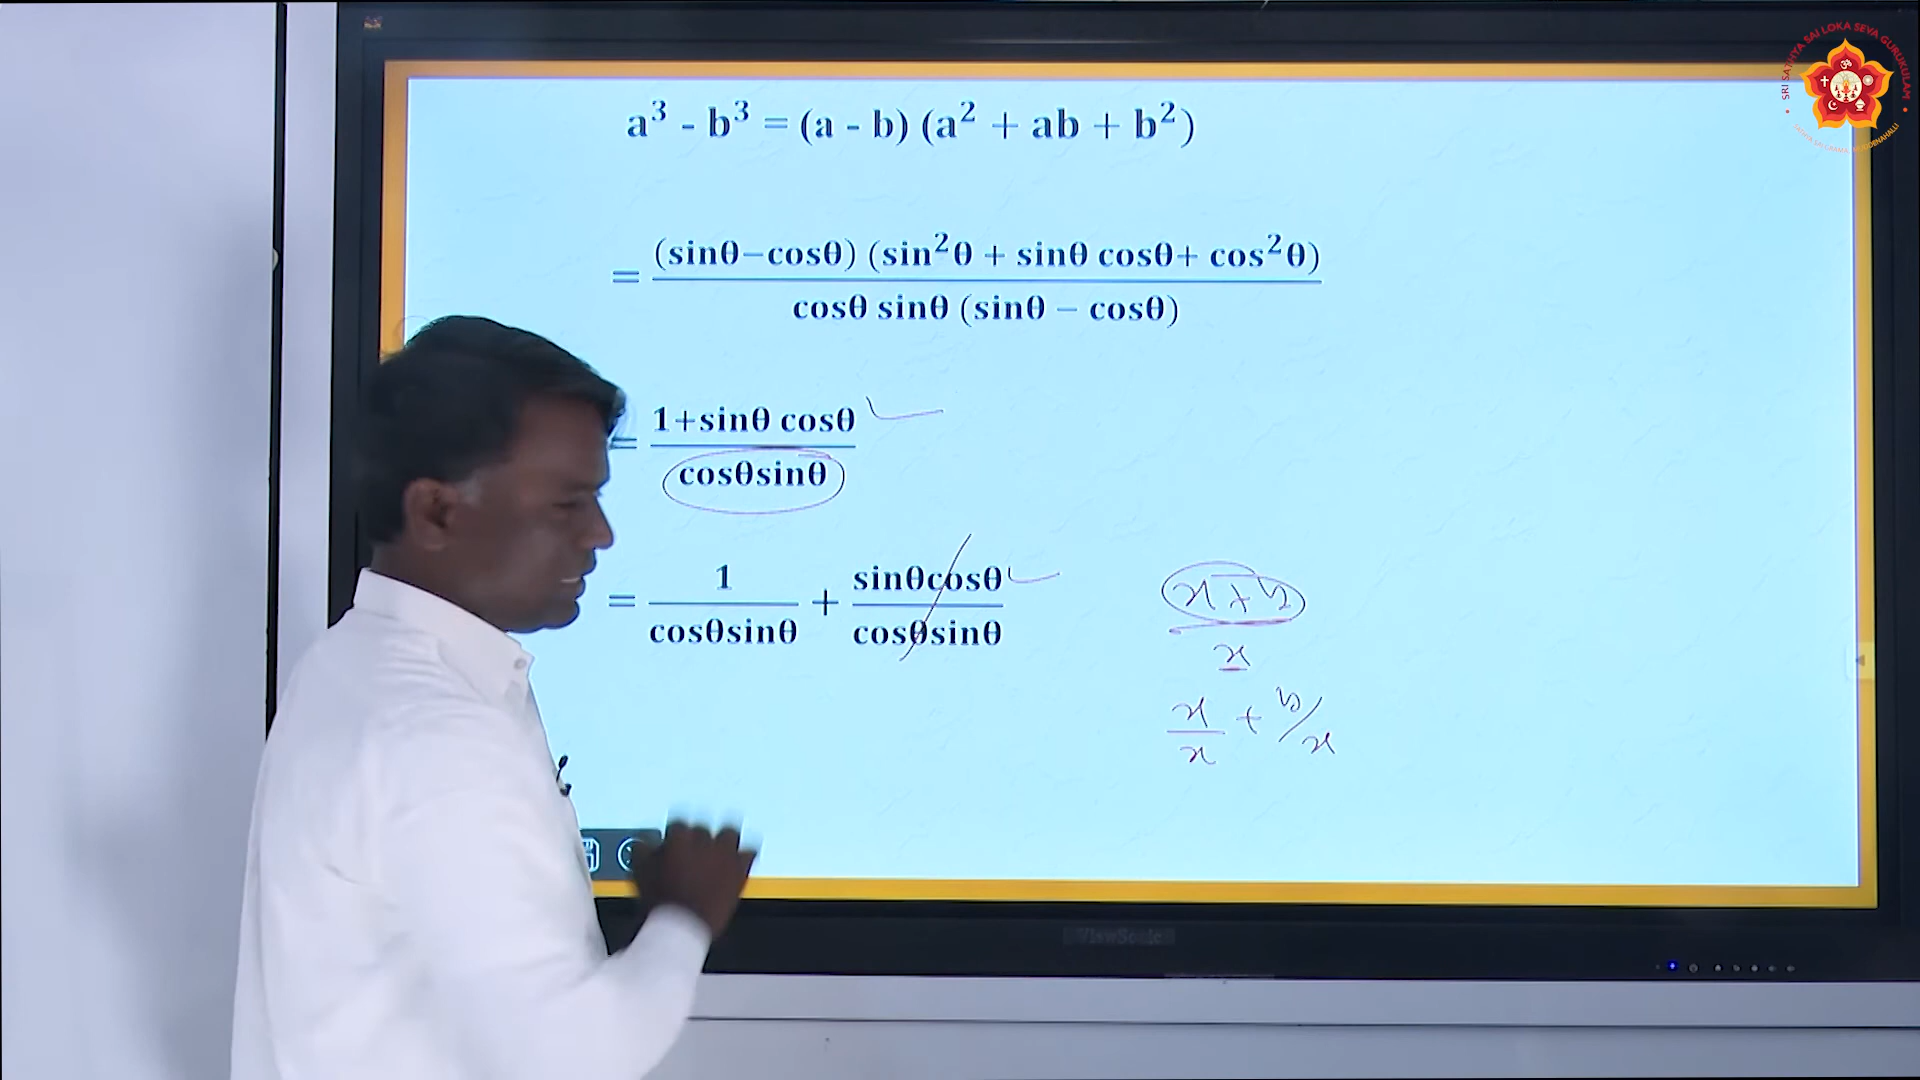 a³ - b³ = (a - b) (a² + ab + b²)
= (sinθ−cosθ) (sin²θ + sinθ cosθ+ cos²θ) / cosθ sinθ (sinθ − cosθ)
= 1+sinθ cosθ / cosθsinθ
= 1 / cosθsinθ + sinθcosθ / cosθsinθ
x + y / x
x / x + y / x
ViewSonic
SRI SATHYA SAI LOKA SEVA GURUKULAM